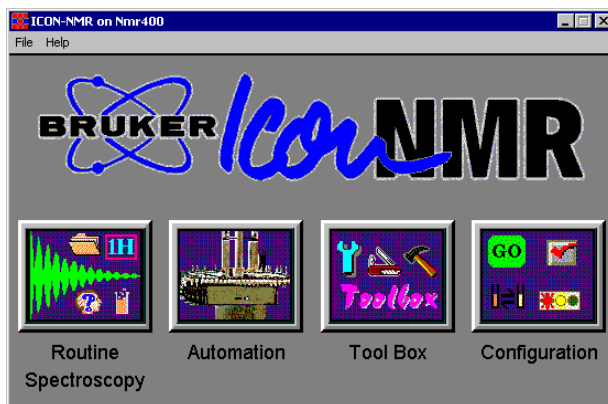 ICON-NMR on Nmr400
File Help
BRUKER Icon NMR
1H
Toolbox
GO
Routine Spectroscopy
Automation
Tool Box
Configuration